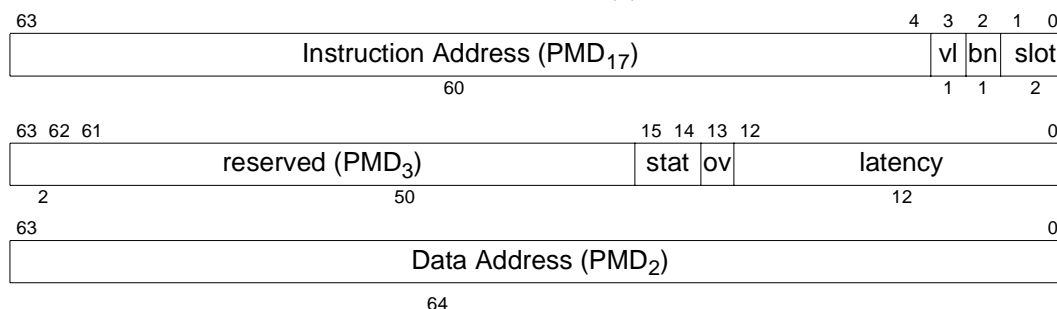 63 4 3 2 1 0
Instruction Address (PMD17) vl bn slot
60 1 1 2
63 62 61 15 14 13 12 0
reserved (PMD3) stat ov latency
2 50 12
63 0
Data Address (PMD2)
64